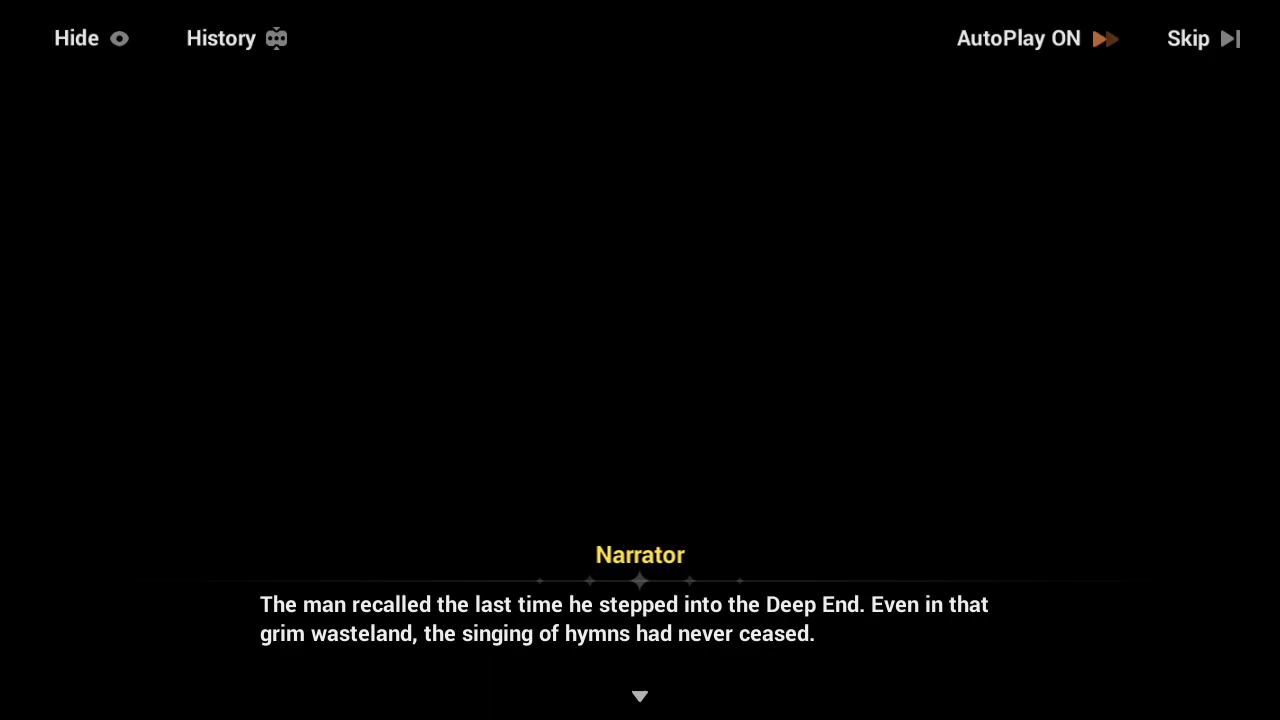 Hide
History
AutoPlay ON
Skip
Narrator
The man recalled the last time he stepped into the Deep End. Even in that
grim wasteland, the singing of hymns had never ceased.